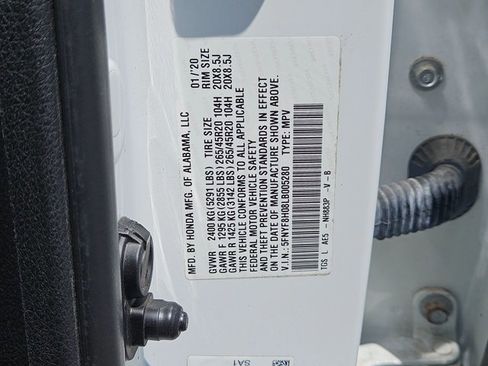 MFD. BY HONDA MFG. OF ALABAMA, LLC 01/'20
TIRE SIZE RIM SIZE
GVWR 2400 KG(5291 LBS)
GAWR F 1295 KG(2855 LBS) 265/45R20 104H 20X8.5J
GAWR R 1425 KG(3142 LBS) 265/45R20 104H 20X8.5J
THIS VEHICLE CONFORMS TO ALL APPLICABLE
FEDERAL MOTOR VEHICLE SAFETY
AND THEFT PREVENTION STANDARDS IN EFFECT
ON THE DATE OF MANUFACTURE SHOWN ABOVE.
V.I.N.: 5FNYF8H08LB005280 TYPE: MPV
TGS L AE5 - NH883P -V-B
SA1